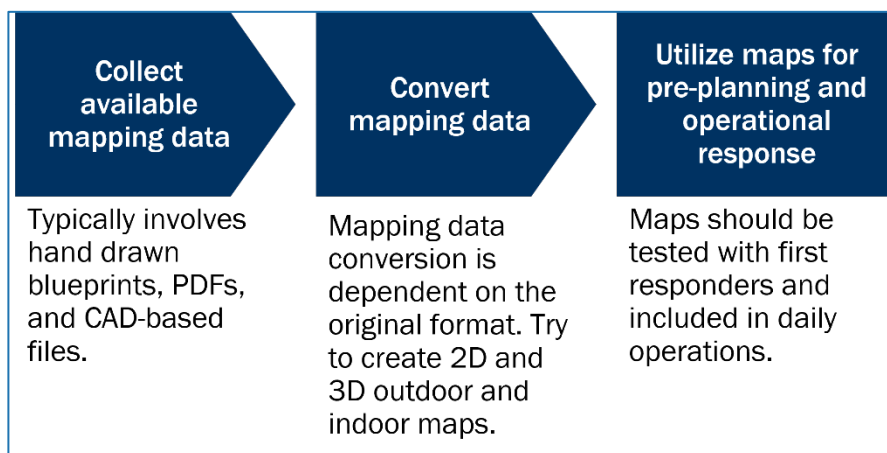 Collect
available
mapping data
Typically involves
hand drawn
blueprints, PDFs,
and CAD-based
files.
Convert
mapping data
Mapping data
conversion is
dependent on the
original format. Try
to create 2D and
3D outdoor and
indoor maps.
Utilize maps for
pre-planning and
operational
response
Maps should be
tested with first
responders and
included in daily
operations.